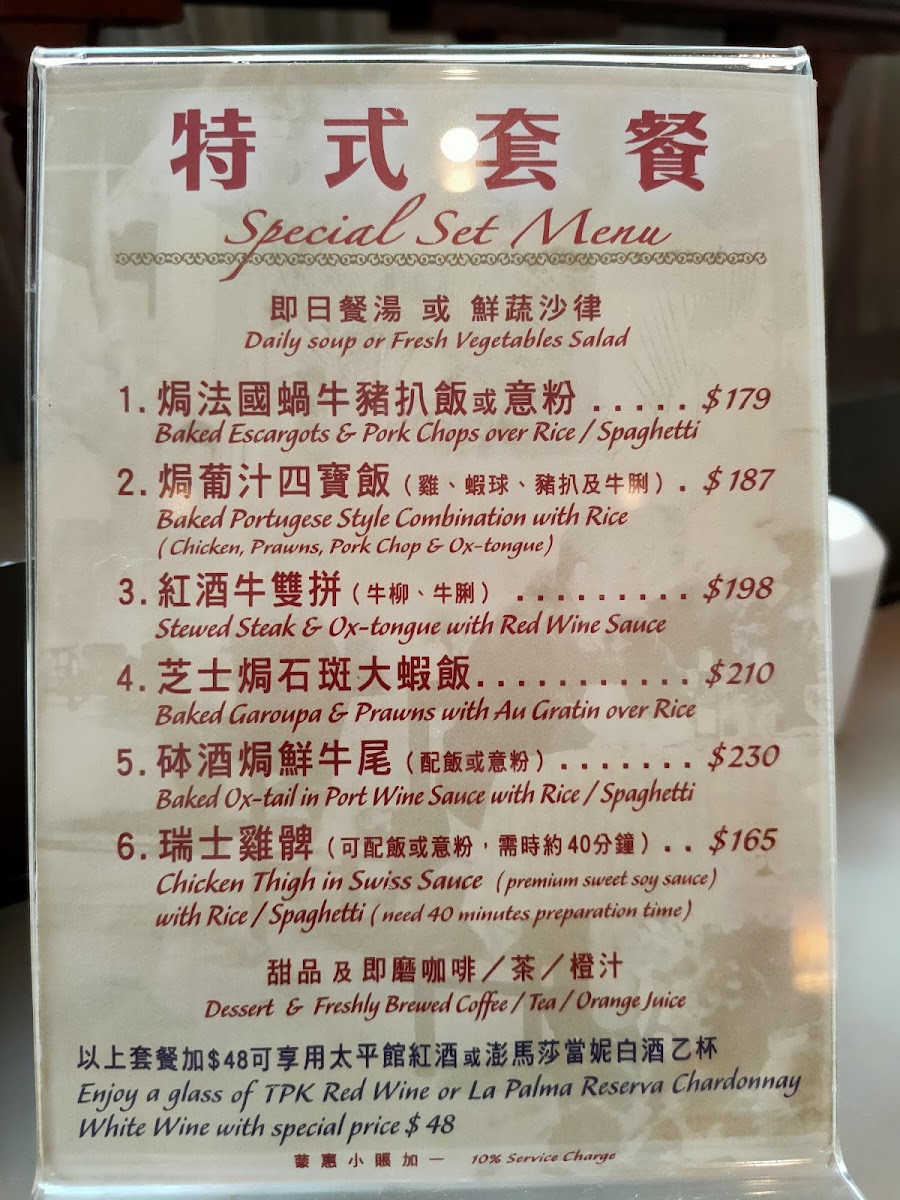 特式套餐
Special Set Menu
即日餐湯 或 鮮蔬沙律
Daily soup or Fresh Vegetables Salad
1. 焗法國蝸牛豬扒飯或意粉 ..... $179
Baked Escargots & Pork Chops over Rice / Spaghetti
2. 焗葡汁四寶飯（雞、蝦球、豬扒及牛脷）. $187
Baked Portugese Style Combination with Rice
(Chicken, Prawns, Pork Chop & Ox-tongue)
3. 紅酒牛雙拼（牛柳、牛脷） ......... $198
Stewed Steak & Ox-tongue with Red Wine Sauce
4. 芝士焗石斑大蝦飯............ $210
Baked Garoupa & Prawns with Au Gratin over Rice
5. 砵酒焗鮮牛尾（配飯或意粉）....... $230
Baked Ox-tail in Port Wine Sauce with Rice / Spaghetti
6. 瑞士雞髀（可配飯或意粉，需時約40分鐘）.. $165
Chicken Thigh in Swiss Sauce (premium sweet soy sauce)
with Rice / Spaghetti (need 40 minutes preparation time)
甜品及即磨咖啡／茶／橙汁
Dessert & Freshly Brewed Coffee / Tea / Orange Juice
以上套餐加$48可享用太平館紅酒或澎馬莎當妮白酒乙杯
Enjoy a glass of TPK Red Wine or La Palma Reserva Chardonnay
White Wine with special price $ 48
蒙惠小賬加一 10% Service Charge